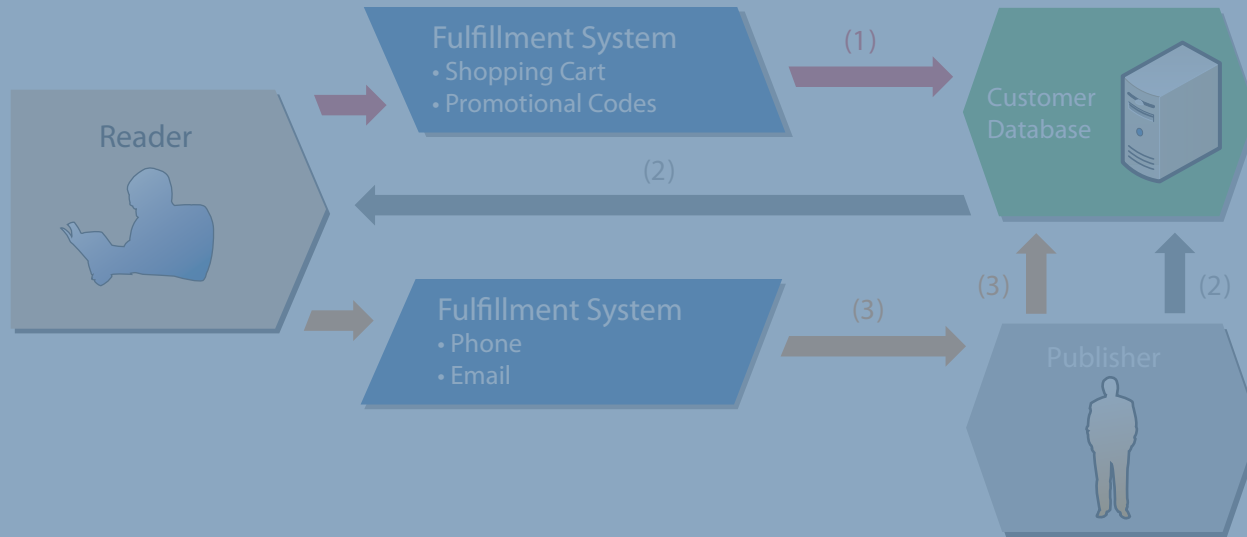 Reader
Fulfillment System
• Shopping Cart
• Promotional Codes
(1)
Customer
Database
(2)
Fulfillment System
• Phone
• Email
(3)
(3)
(2)
Publisher